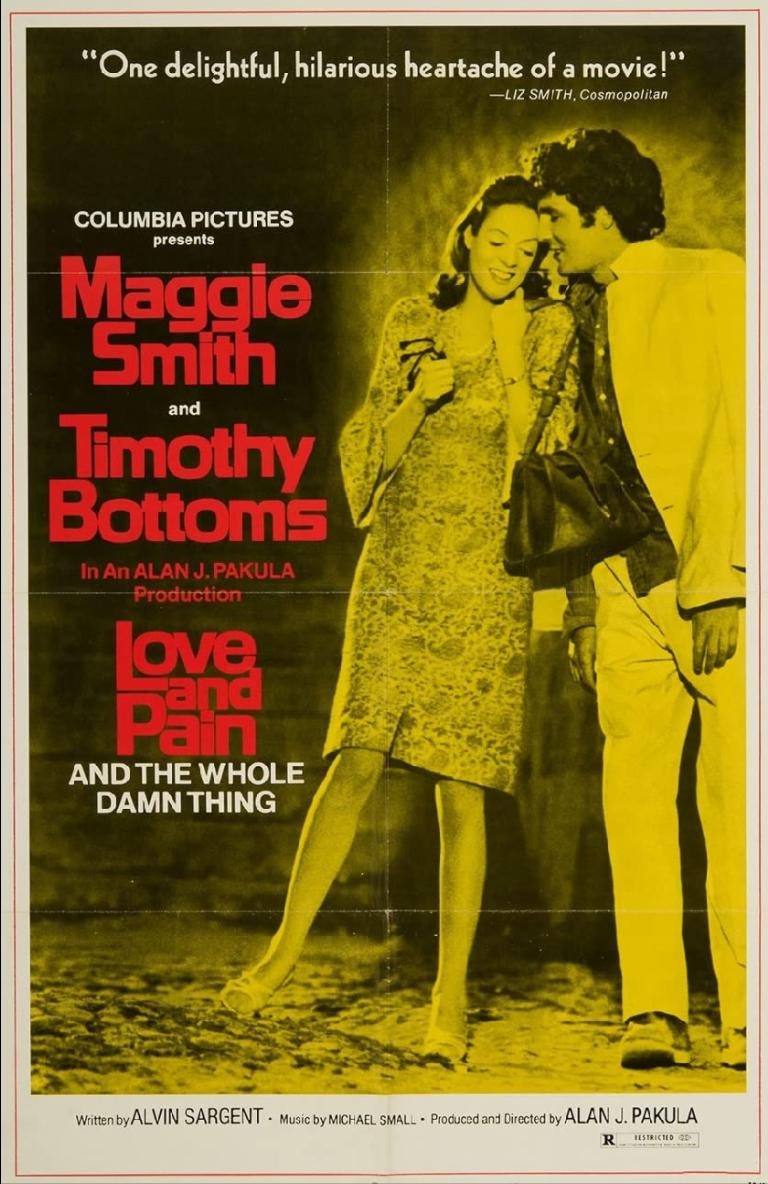 “One delightful, hilarious heartache of a movie!”
—LIZ SMITH, Cosmopolitan
COLUMBIA PICTURES
presents
Maggie
Smith
and
Timothy
Bottoms
In An ALAN J. PAKULA
Production
Love
and
Pain
AND THE WHOLE
DAMN THING
Written by ALVIN SARGENT · Music by MICHAEL SMALL · Produced and Directed by ALAN J. PAKULA
R RESTRICTED